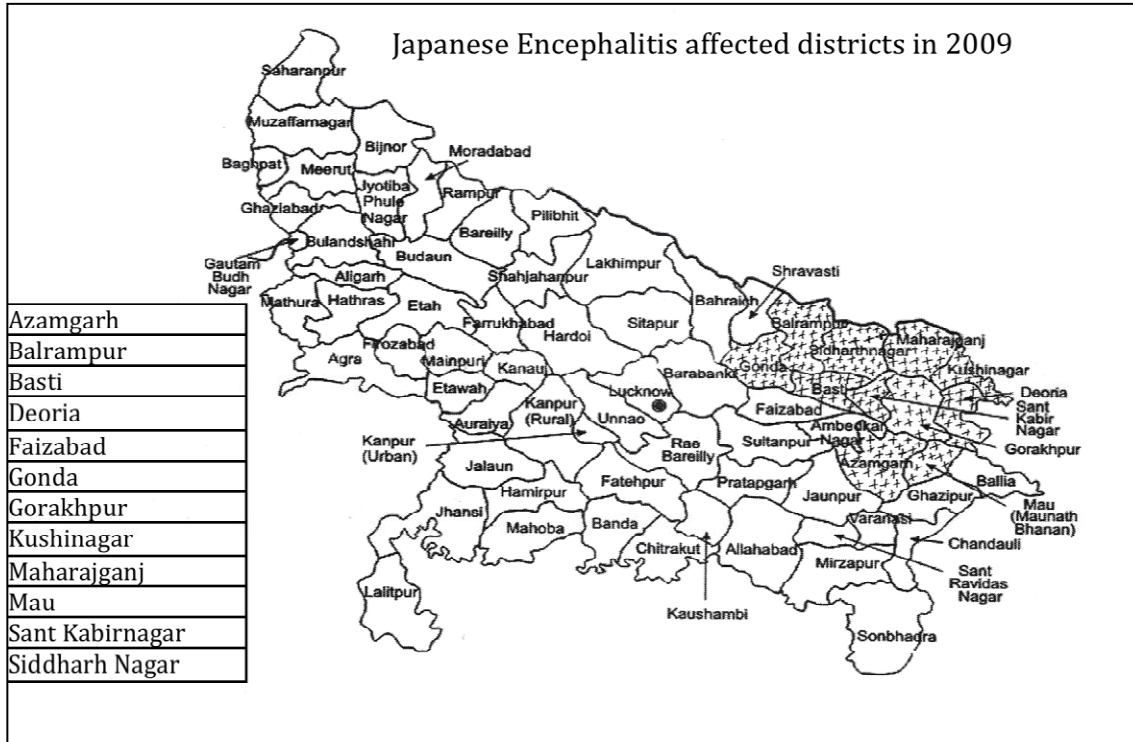 Japanese Encephalitis affected districts in 2009
Saharanpur
Muzaffarnagar
Bijnor
Moradabad
Baghpat
Meerut
Jyotiba
Phule
Nagar
Rampur
Ghaziabad
Bareilly
Pilibhit
Bulandshahr
Gautam
Budh
Nagar
Budaun
Shahjahanpur
Lakhimpur
Shravasti
Aligarh
Mathura
Hathras
Etah
Farrukhabad
Hardoi
Sitapur
Bahraich
Balrampur
Sidharthnagar
Maharajganj
Kushinagar
Agra
Firozabad
Mainpuri
Kanauj
Barabanki
Gonda
Basti
Deoria
Sant
Kabir
Nagar
Gorakhpur
Etawah
Lucknow
Unnao
Faizabad
Ambedkar
Nagar
Auraiya
Kanpur
(Rural)
Kanpur
(Urban)
Rae
Bareilly
Sultanpur
Azamgarh
Ballia
Mau
(Maunath
Bhanan)
Jalaun
Fatehpur
Pratapgarh
Jaunpur
Ghazipur
Hamirpur
Jhansi
Mahoba
Banda
Chitrakut
Allahabad
Varanasi
Chandauli
Mirzapur
Sant
Ravidas
Nagar
Kaushambi
Lalitpur
Sonbhadra
Azamgarh
Balrampur
Basti
Deoria
Faizabad
Gonda
Gorakhpur
Kushinagar
Maharajganj
Mau
Sant Kabirnagar
Siddharh Nagar